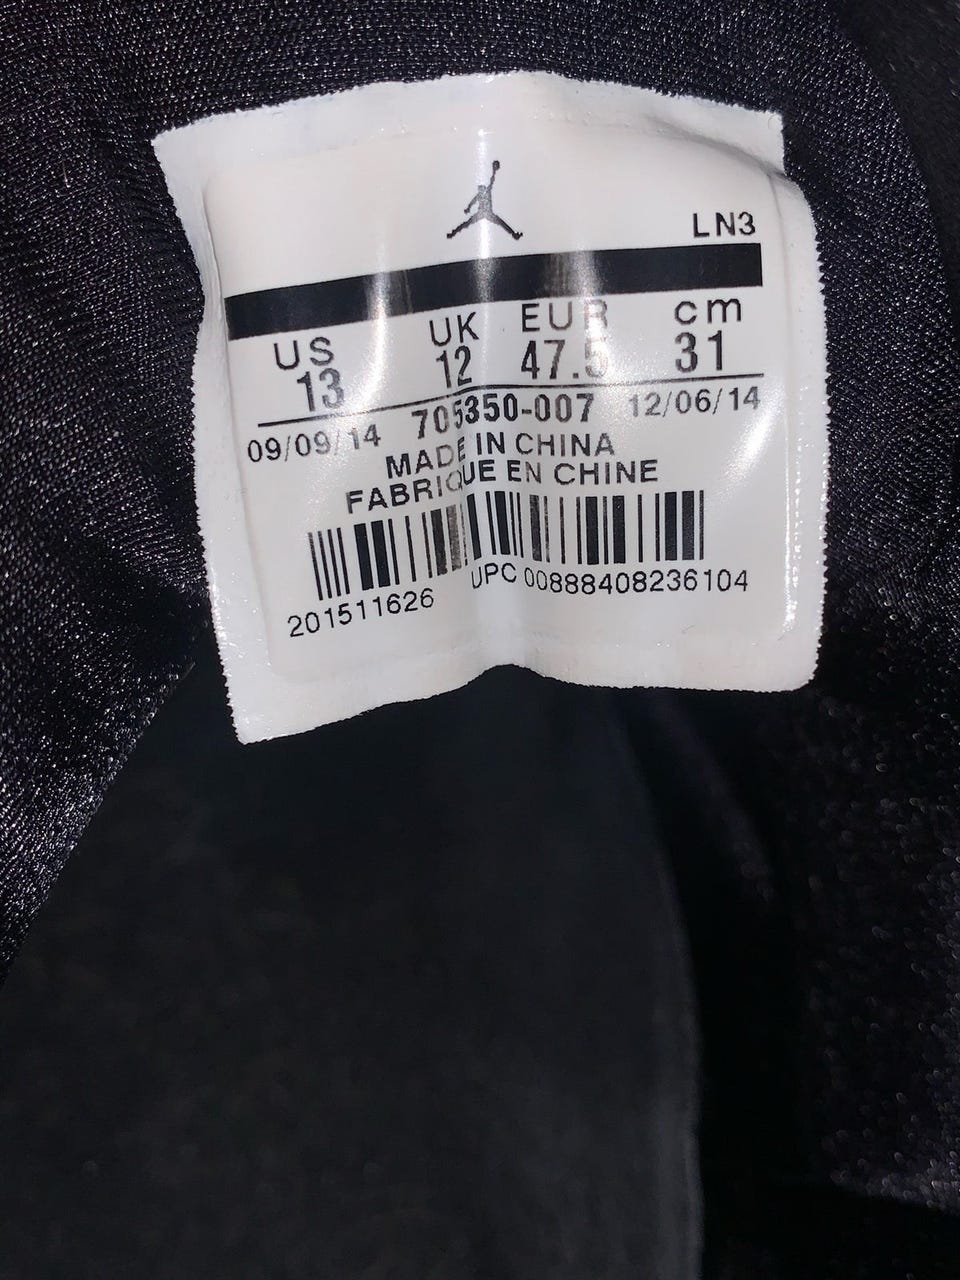 LN3
US UK EUR cm
13 12 47.5 31
09/09/14 705350-007 12/06/14
MADE IN CHINA
FABRIQUE EN CHINE
201511626 UPC 00888408236104